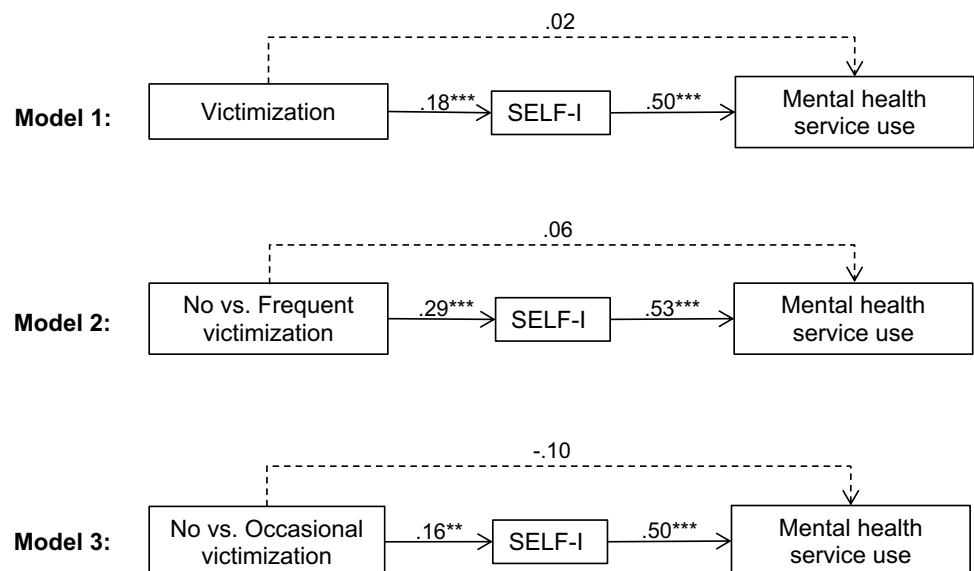 .02
Model 1:
Victimization
.18***
SELF-I
.50***
Mental health
service use
.06
Model 2:
No vs. Frequent
victimization
.29***
SELF-I
.53***
Mental health
service use
-.10
Model 3:
No vs. Occasional
victimization
.16**
SELF-I
.50***
Mental health
service use